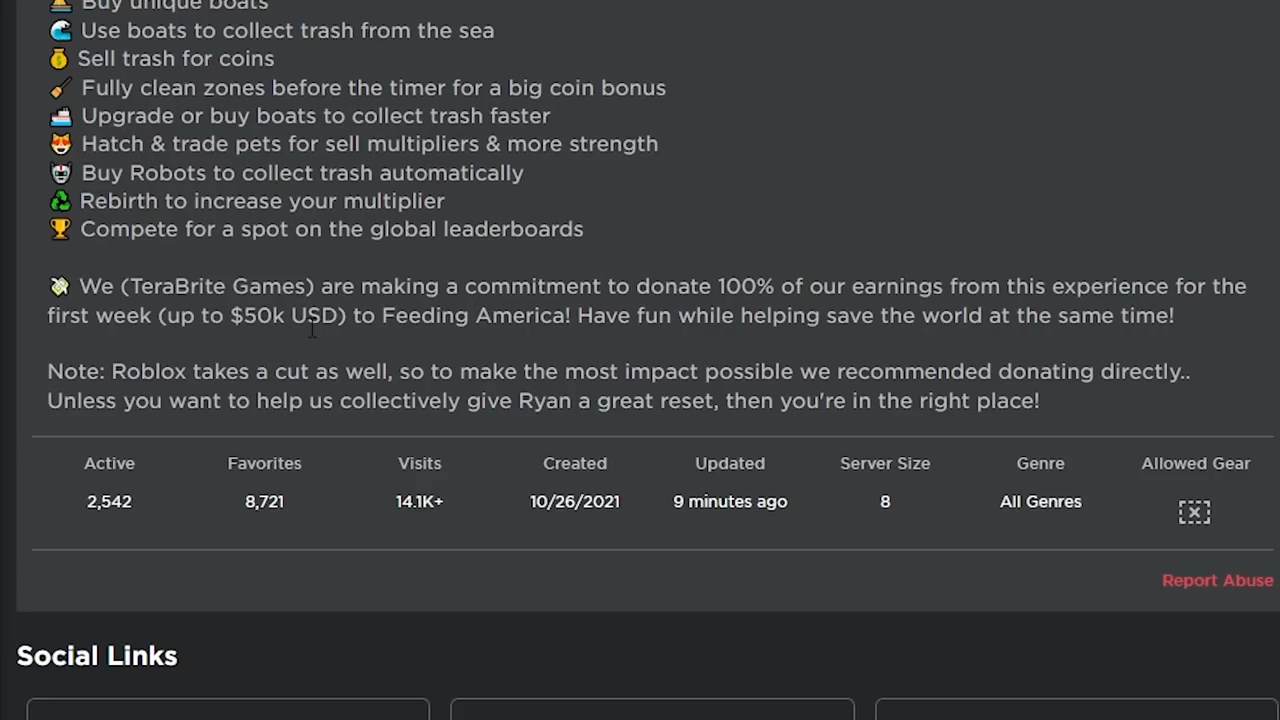 Buy unique boats
Use boats to collect trash from the sea
Sell trash for coins
Fully clean zones before the timer for a big coin bonus
Upgrade or buy boats to collect trash faster
Hatch & trade pets for sell multipliers & more strength
Buy Robots to collect trash automatically
Rebirth to increase your multiplier
Compete for a spot on the global leaderboards
We (TeraBrite Games) are making a commitment to donate 100% of our earnings from this experience for the
first week (up to $50k USD) to Feeding America! Have fun while helping save the world at the same time!
Note: Roblox takes a cut as well, so to make the most impact possible we recommended donating directly..
Unless you want to help us collectively give Ryan a great reset, then you're in the right place!
Active Favorites Visits Created Updated Server Size Genre Allowed Gear
2,542 8,721 14.1K+ 10/26/2021 9 minutes ago 8 All Genres
Report Abuse
Social Links